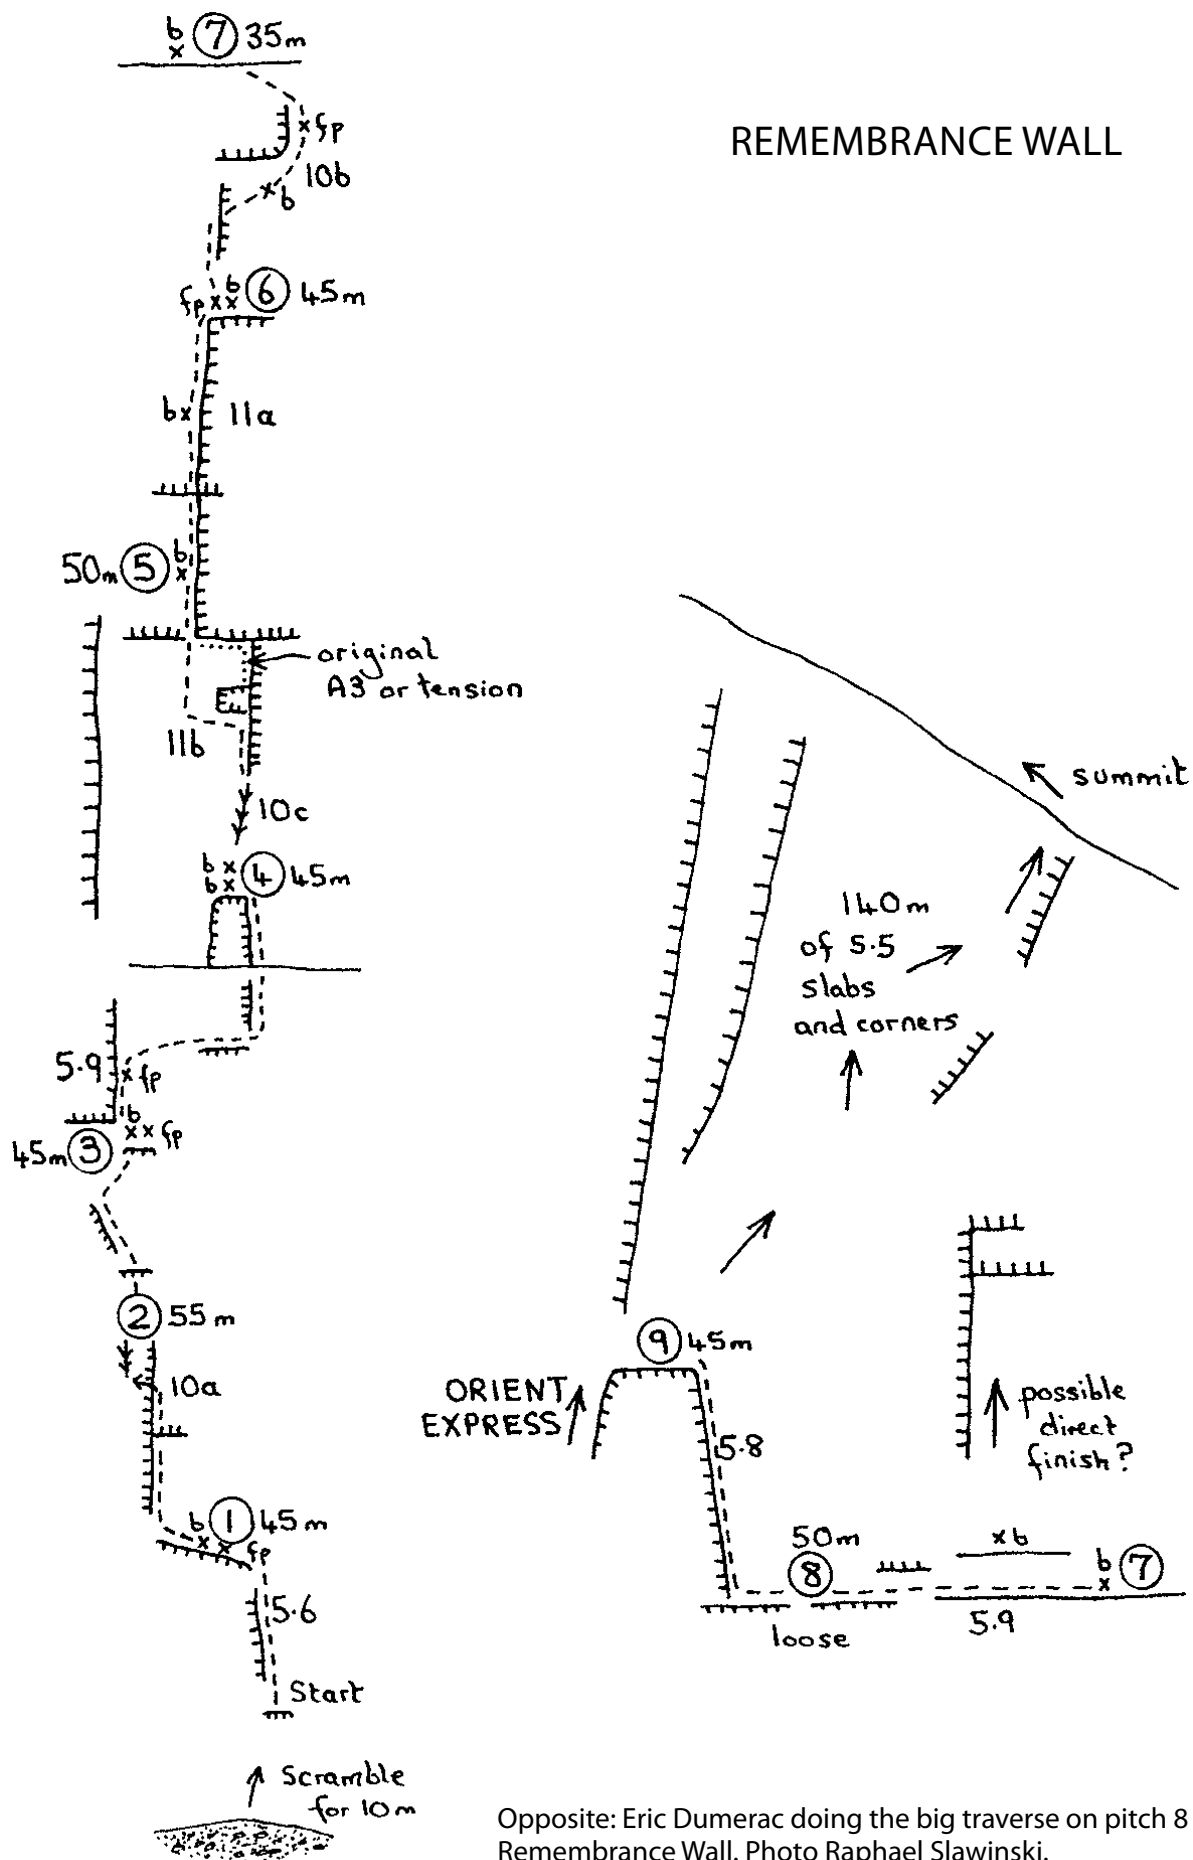 REMEMBRANCE WALL
b
x 7 35m
x fp
10b
x b
b
fp x x 6 45m
b x 11a
b
50m 5 x
original
A3 or tension
11b
10c
b x
b x 4 45m
5.9 x fp
b
x x fp
45m 3
2 55m
10a
b 1 45m
x x fp
5.6
Start
Scramble
for 10m
summit
140m
of 5.5
slabs
and corners
9 45m
ORIENT
EXPRESS
5.8
possible
direct
finish?
50m
8
x b
b
x 7
5.9
loose
Opposite: Eric Dumerac doing the big traverse on pitch 8
Remembrance Wall. Photo Raphael Slawinski.